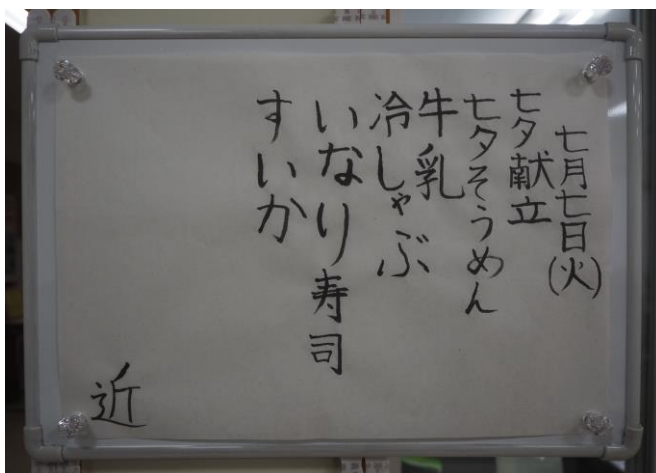 七月七日(火)
七夕献立
七夕そうめん
牛乳
冷しゃぶ
いなり寿司
すいか
近